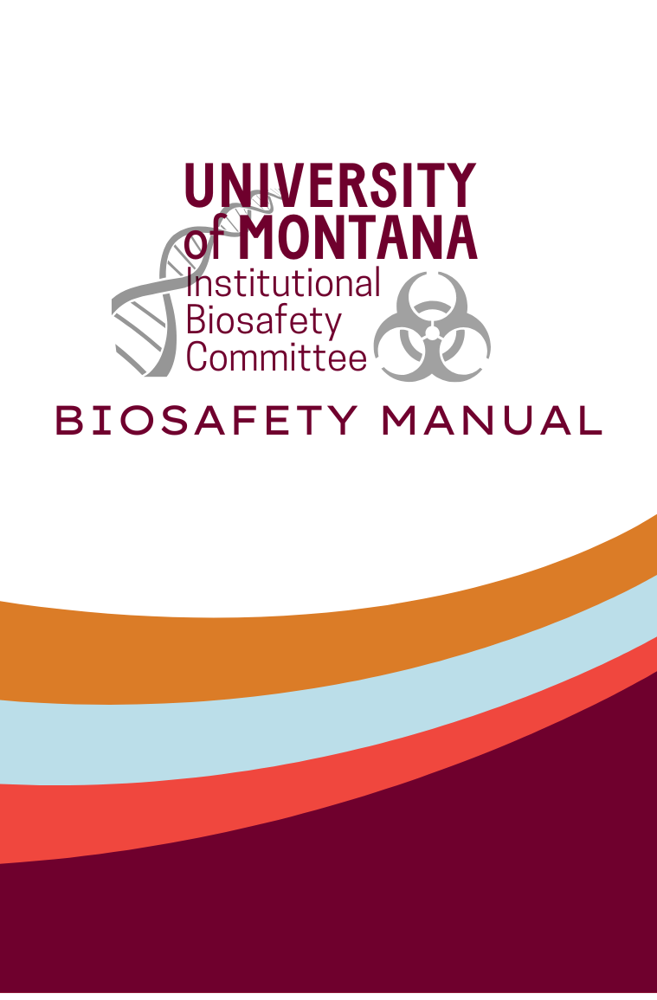 UNIVERSITY
of MONTANA
Institutional
Biosafety
Committee
BIOSAFETY MANUAL